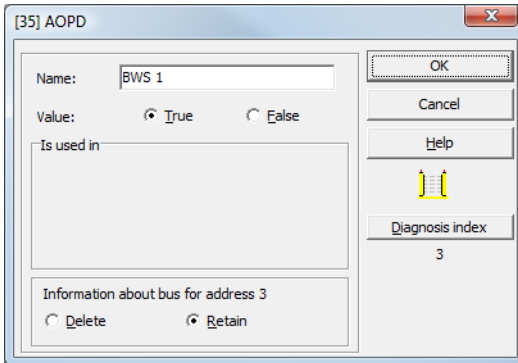 [35] AOPD
Name: BWS 1
Value: True False
Is used in
Information about bus for address 3
Delete Retain
OK
Cancel
Help
Diagnosis index
3